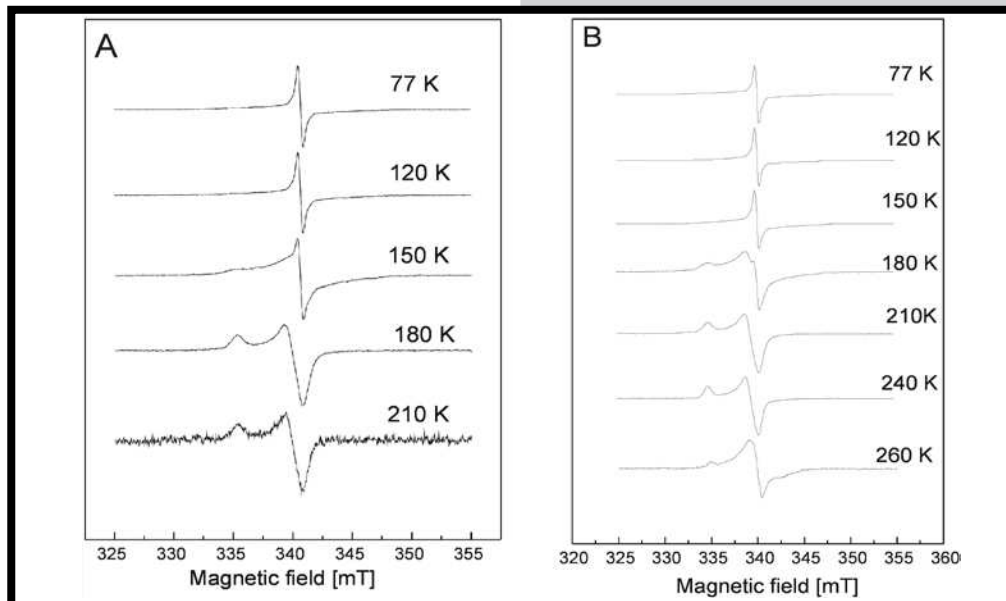 A
77 K
120 K
150 K
180 K
210 K
325 330 335 340 345 350 355
Magnetic field [mT]
B
77 K
120 K
150 K
180 K
210K
240 K
260 K
320 325 330 335 340 345 350 355 360
Magnetic field [mT]